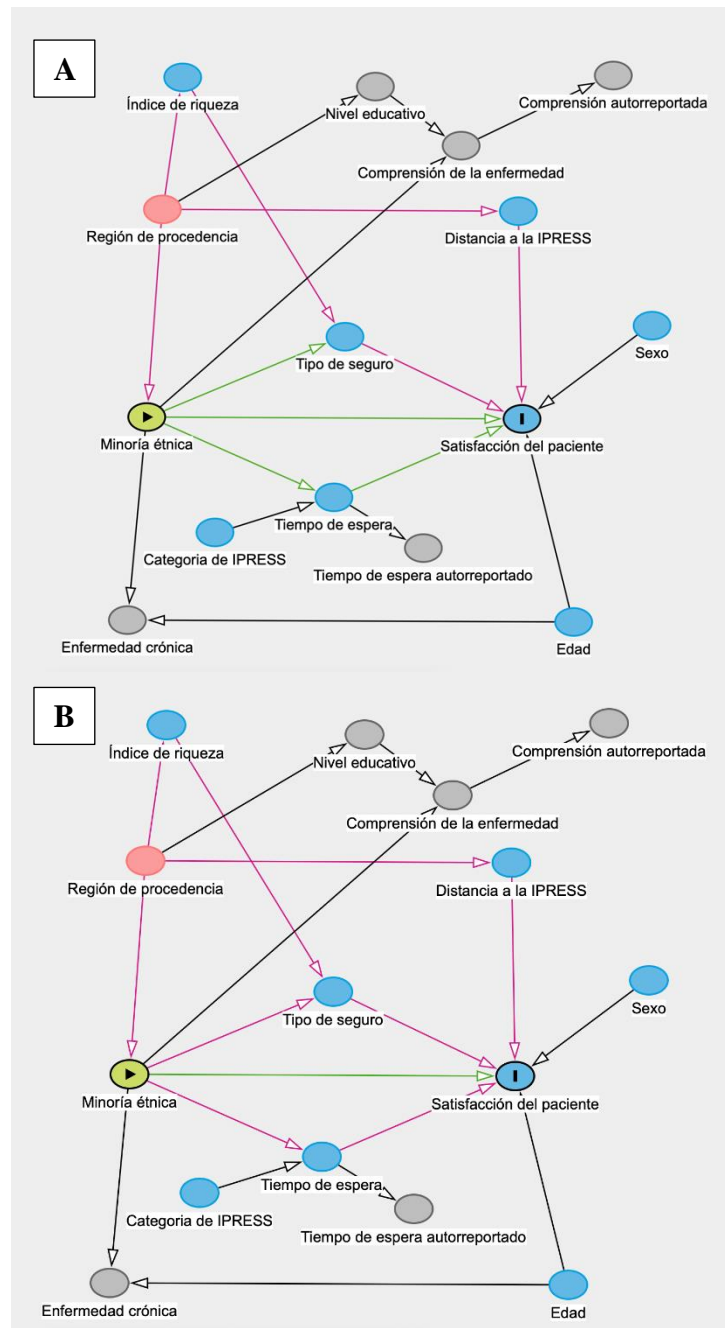 A
Índice de riqueza
Nivel educativo
Comprensión autorreportada
Comprensión de la enfermedad
Región de procedencia
Distancia a la IPRESS
Tipo de seguro
Sexo
Minoría étnica
Satisfacción del paciente
Tiempo de espera
Categoria de IPRESS
Tiempo de espera autorreportado
Enfermedad crónica
Edad
B
Índice de riqueza
Nivel educativo
Comprensión autorreportada
Comprensión de la enfermedad
Región de procedencia
Distancia a la IPRESS
Tipo de seguro
Sexo
Minoría étnica
Satisfacción del paciente
Tiempo de espera
Categoria de IPRESS
Tiempo de espera autorreportado
Enfermedad crónica
Edad